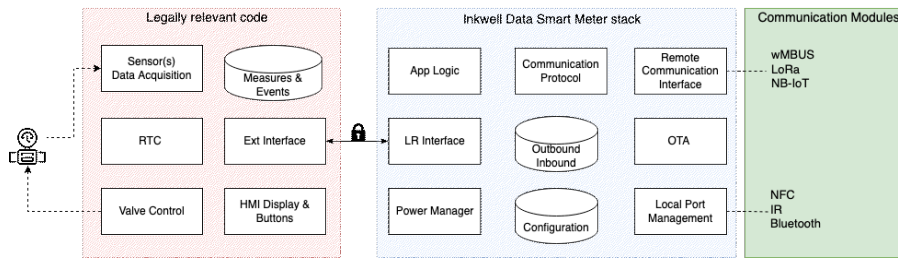 Legally relevant code
Inkwell Data Smart Meter stack
Communication Modules
Sensor(s)
Data Acquisition
Measures &
Events
App Logic
Communication
Protocol
Remote
Communication
Interface
wMBUS
LoRa
NB-IoT
RTC
Ext Interface
LR Interface
Outbound
Inbound
OTA
Valve Control
HMI Display &
Buttons
Power Manager
Configuration
Local Port
Management
NFC
IR
Bluetooth